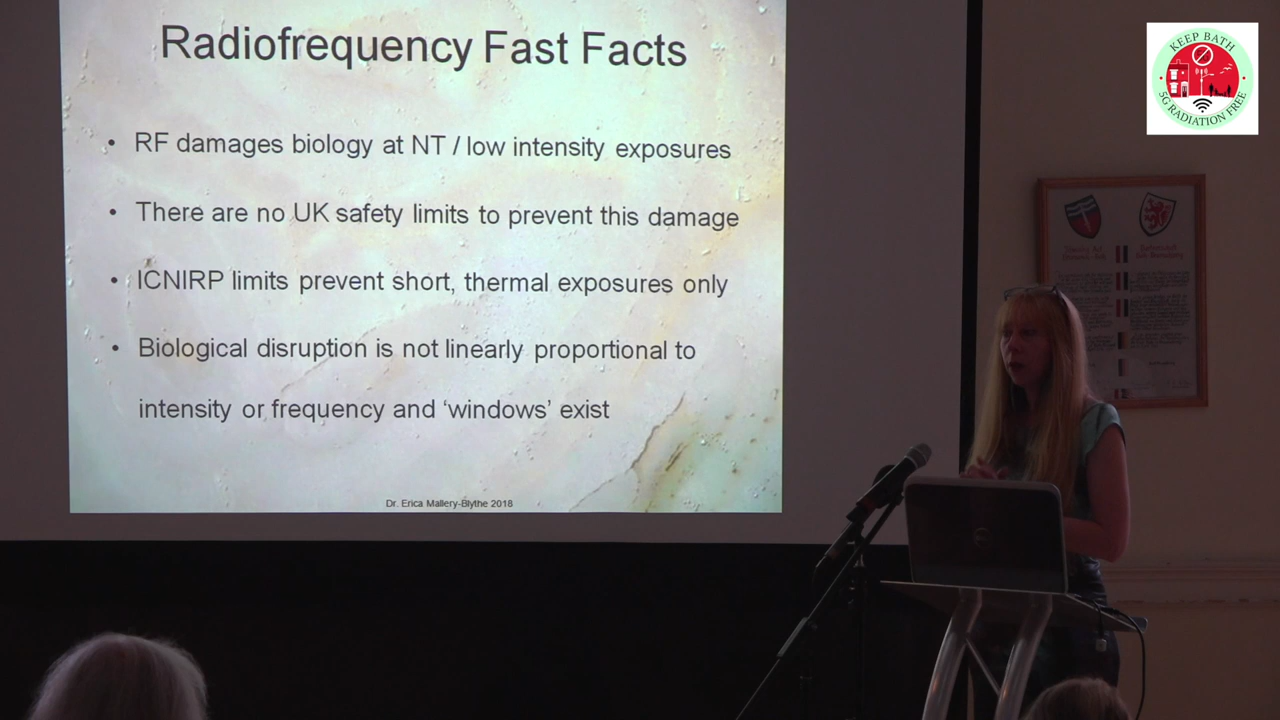 Radiofrequency Fast Facts
• RF damages biology at NT / low intensity exposures
• There are no UK safety limits to prevent this damage
• ICNIRP limits prevent short, thermal exposures only
• Biological disruption is not linearly proportional to
intensity or frequency and ‘windows’ exist
Dr. Erica Mallery-Blythe 2018
KEEP BATH
5G RADIATION FREE